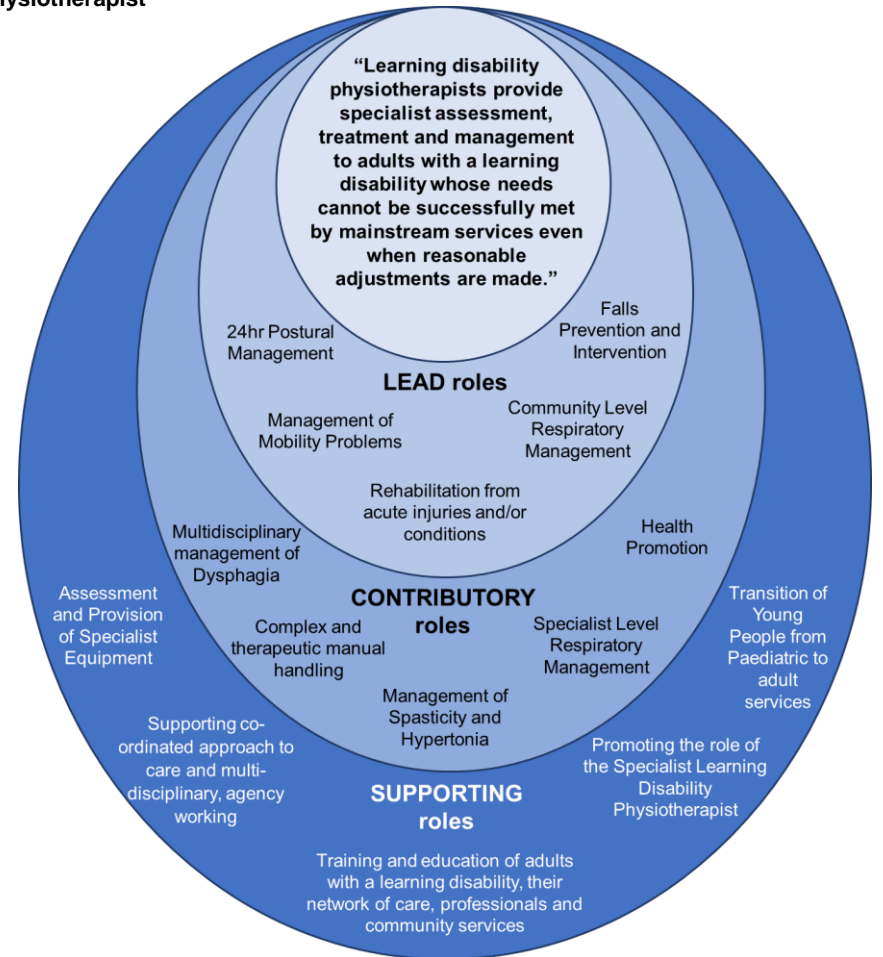 “Learning disability
physiotherapists provide
specialist assessment,
treatment and management
to adults with a learning
disability whose needs
cannot be successfully met
by mainstream services even
when reasonable
adjustments are made.”
24hr Postural
Management
Falls
Prevention and
Intervention
LEAD roles
Management of
Mobility Problems
Community Level
Respiratory
Management
Rehabilitation from
acute injuries and/or
conditions
Multidisciplinary
management of
Dysphagia
Health
Promotion
CONTRIBUTORY
roles
Complex and
therapeutic manual
handling
Specialist Level
Respiratory
Management
Management of
Spasticity and
Hypertonia
Assessment
and Provision
of Specialist
Equipment
Transition of
Young
People from
Paediatric to
adult
services
Supporting co-
ordinated approach to
care and multi-
disciplinary, agency
working
Promoting the role of
the Specialist Learning
Disability
Physiotherapist
SUPPORTING
roles
Training and education of adults
with a learning disability, their
network of care, professionals and
community services